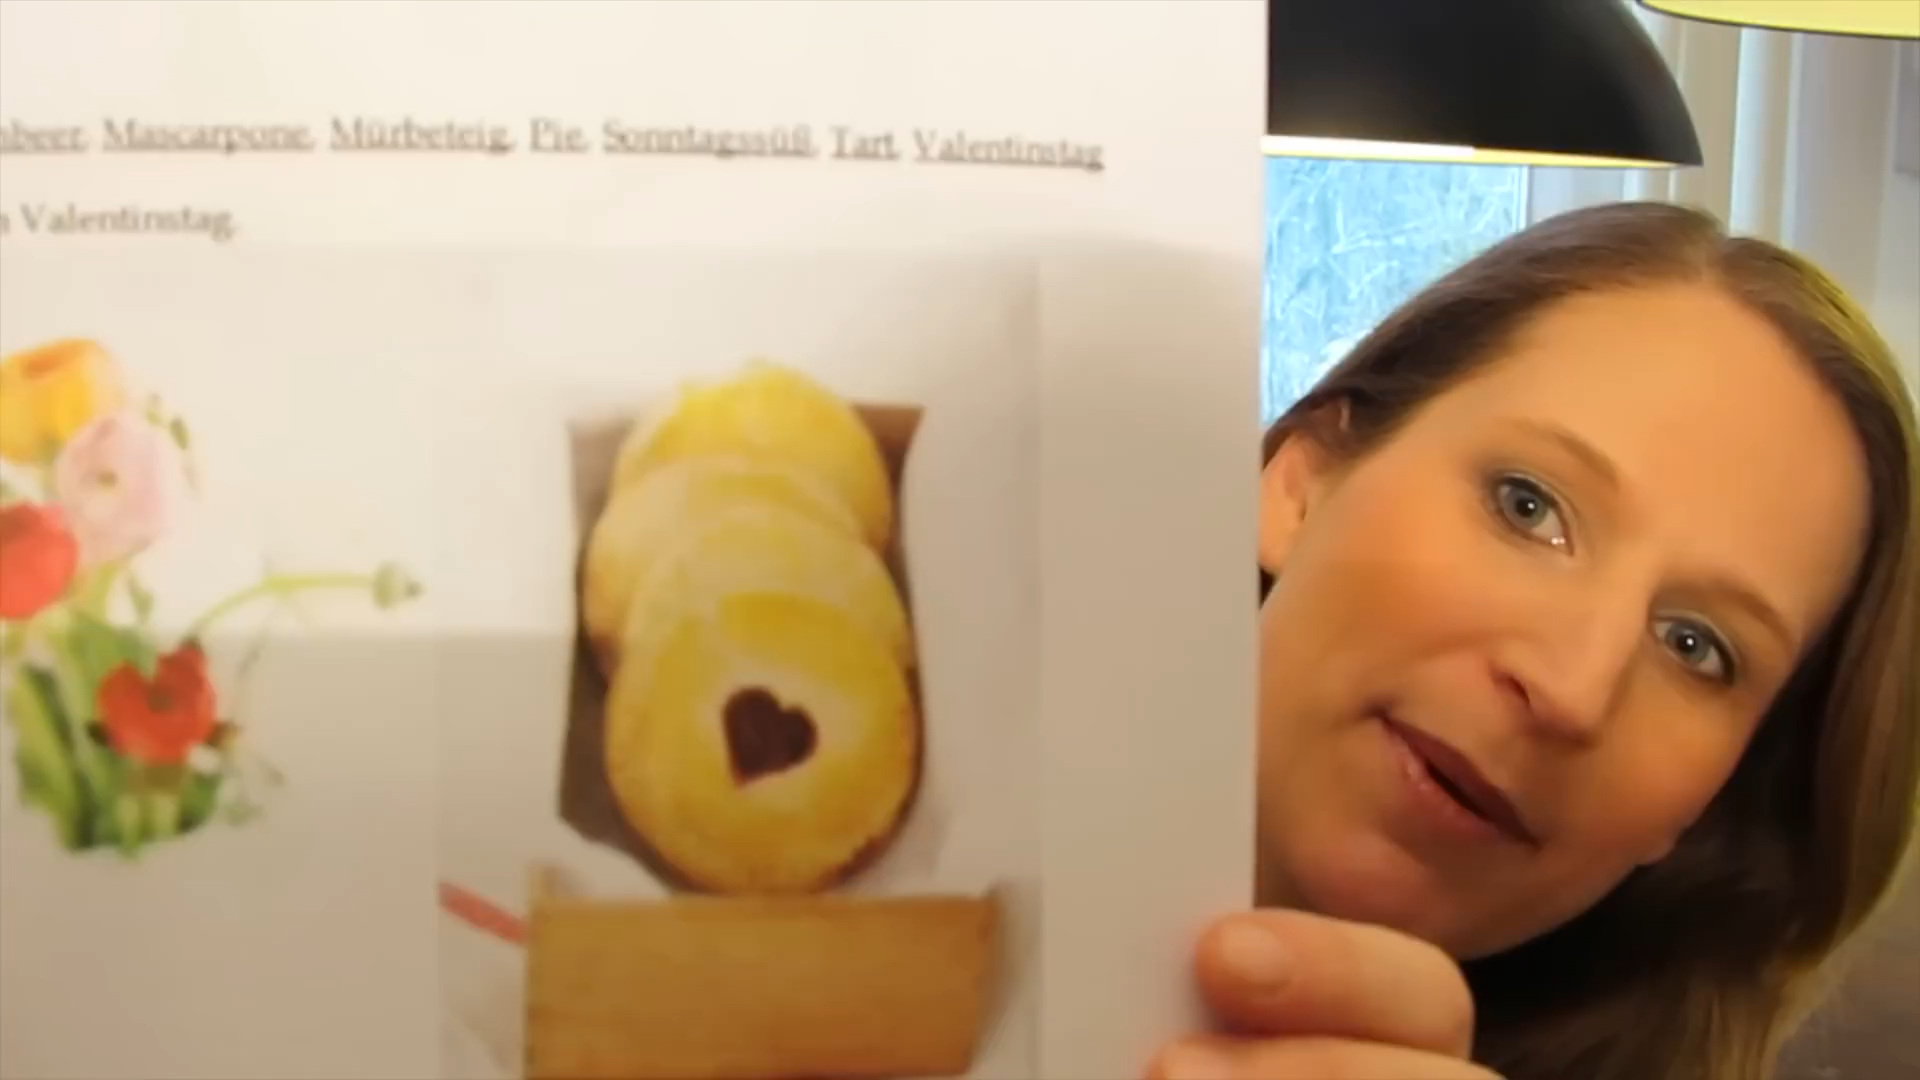 Mascarpone, Mürbeteig, Pie, Sonntagssüß, Tart, Valentinstag
Valentinstag.